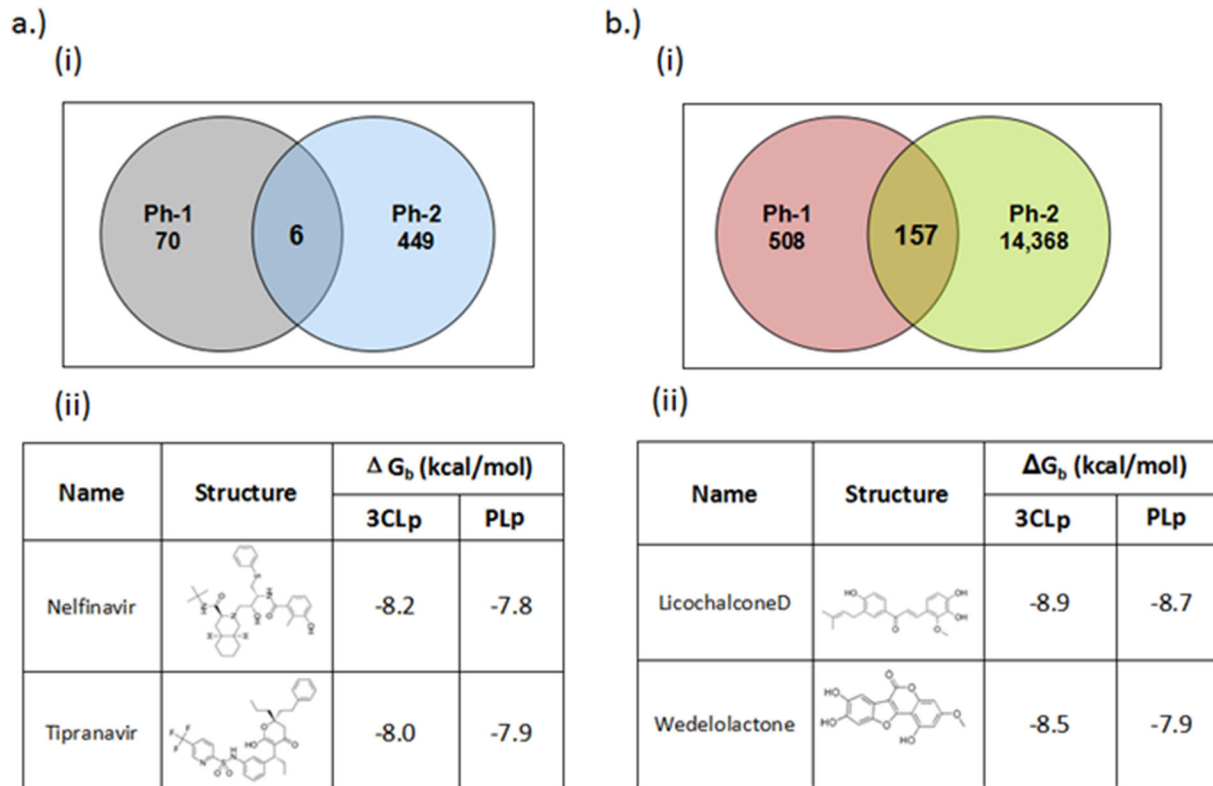 a.)
(i)
Ph-1
70
6
Ph-2
449
(ii)
Name Structure Δ Gb (kcal/mol)
3CLp PLp
Nelfinavir -8.2 -7.8
Tipranavir -8.0 -7.9
b.)
(i)
Ph-1
508
157
Ph-2
14,368
(ii)
Name Structure ΔGb (kcal/mol)
3CLp PLp
LicochalconeD -8.9 -8.7
Wedelolactone -8.5 -7.9